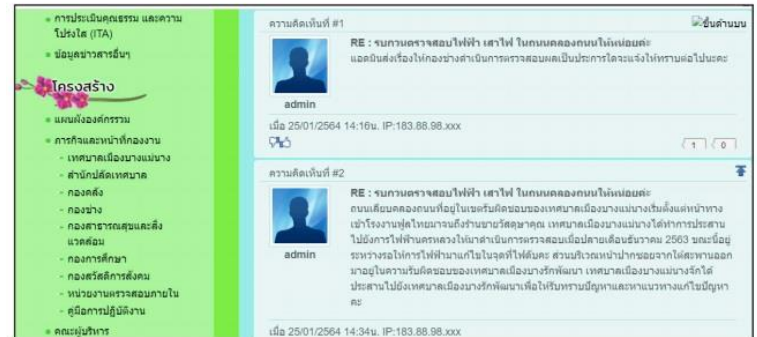 การประเมินคุณธรรม และความ
โปร่งใส (ITA)
ข้อมูลข่าวสารอื่นๆ
โครงสร้าง
แผนผังองค์กรรวม
ภารกิจและหน้าที่กองงาน
- เทศบาลเมืองบางแม่นาง
- สำนักปลัดเทศบาล
- กองคลัง
- กองช่าง
- กองสาธารณสุขและสิ่ง
แวดล้อม
- กองการศึกษา
- กองสวัสดิการสังคม
- หน่วยงานตรวจสอบภายใน
- คู่มือการปฏิบัติงาน
คณะผู้บริหาร
ความคิดเห็นที่ #1
ขึ้นด้านบน
RE : รบกวนตรวจสอบไฟฟ้า เสาไฟ ในถนนคลองถนนให้หน่อยค่ะ
แอดมินส่งเรื่องให้กองช่างดำเนินการตรวจสอบผลเป็นประการใดจะแจ้งให้ทราบต่อไปนะคะ
admin
เมื่อ 25/01/2564 14:16น. IP:183.88.98.xxx
1 0
ความคิดเห็นที่ #2
RE : รบกวนตรวจสอบไฟฟ้า เสาไฟ ในถนนคลองถนนให้หน่อยค่ะ
ถนนเลียบคลองถนนที่อยู่ในเขตรับผิดชอบของเทศบาลเมืองบางแม่นางเริ่มตั้งแต่หน้าทาง
เข้าโรงงานฟูลไทยมาจนถึงร้านขายวัสดุษาคุณ เทศบาลเมืองบางแม่นางได้ทำการประสาน
ไปยังการไฟฟ้านครหลวงให้มาดำเนินการตรวจสอบเมื่อปลายเดือนธันวาคม 2563 ขณะนี้อยู่
ระหว่างรอให้การไฟฟ้ามาแก้ไขในจุดที่ไฟดับคะ ส่วนบริเวณหน้าปากซอยจากใต้สะพานออก
มาอยู่ในความรับผิดชอบของเทศบาลเมืองบางรักพัฒนา เทศบาลเมืองบางแม่นางจักได้
ประสานไปยังเทศบาลเมืองบางรักพัฒนาเพื่อให้รับทราบปัญหาและหาแนวทางแก้ไขปัญหา
คะ
admin
เมื่อ 25/01/2564 14:34น. IP:183.88.98.xxx